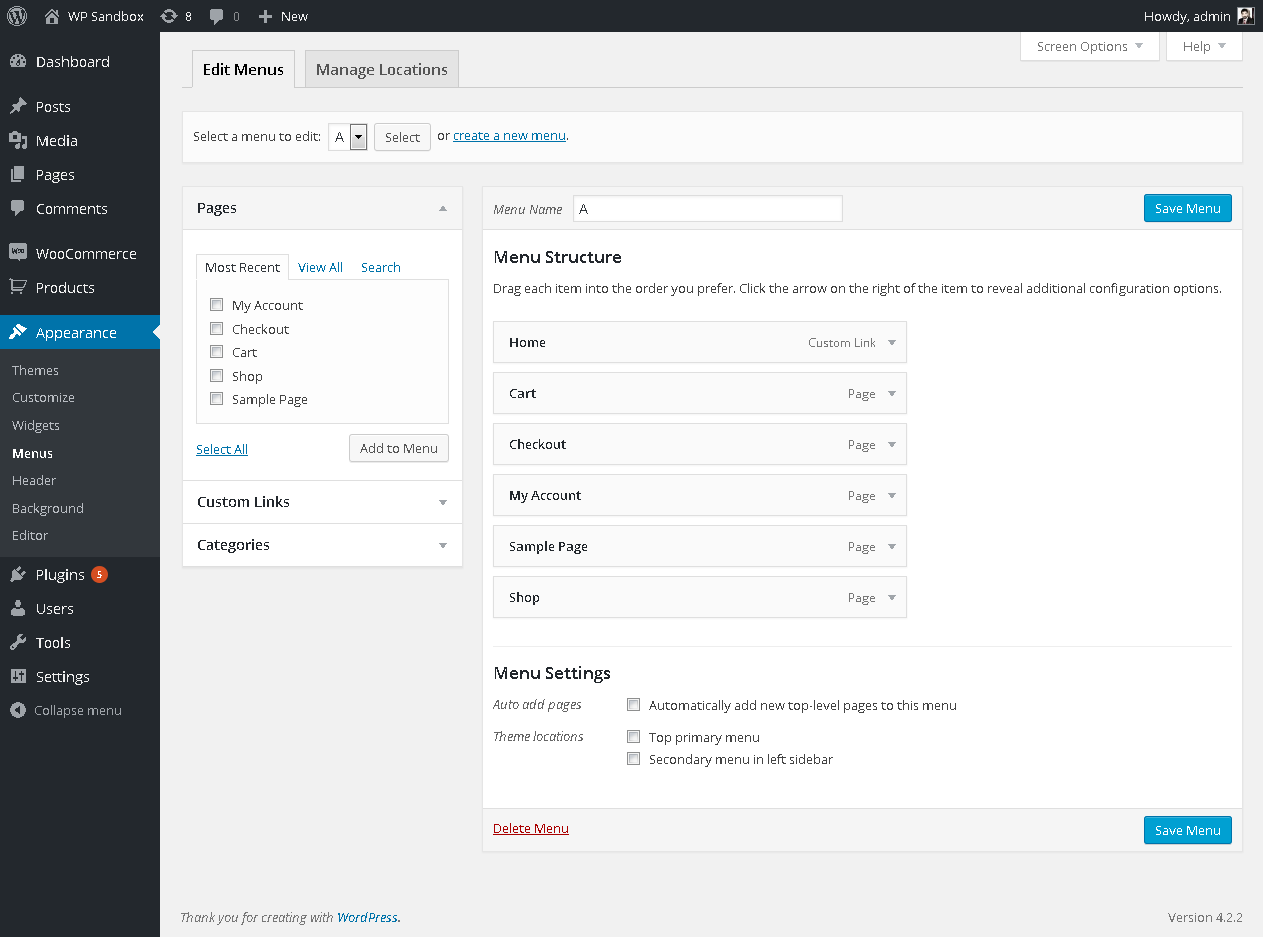 WP Sandbox 8 0 New Howdy, admin
Dashboard
Posts
Media
Pages
Comments
WooCommerce
Products
Appearance
Themes
Customize
Widgets
Menus
Header
Background
Editor
Plugins 5
Users
Tools
Settings
Collapse menu
Screen Options Help
Edit Menus Manage Locations
Select a menu to edit: A Select or create a new menu.
Pages
Most Recent View All Search
My Account
Checkout
Cart
Shop
Sample Page
Select All Add to Menu
Custom Links
Categories
Menu Name A Save Menu
Menu Structure
Drag each item into the order you prefer. Click the arrow on the right of the item to reveal additional configuration options.
Home Custom Link
Cart Page
Checkout Page
My Account Page
Sample Page Page
Shop Page
Menu Settings
Auto add pages Automatically add new top-level pages to this menu
Theme locations Top primary menu
Secondary menu in left sidebar
Delete Menu Save Menu
Thank you for creating with WordPress. Version 4.2.2